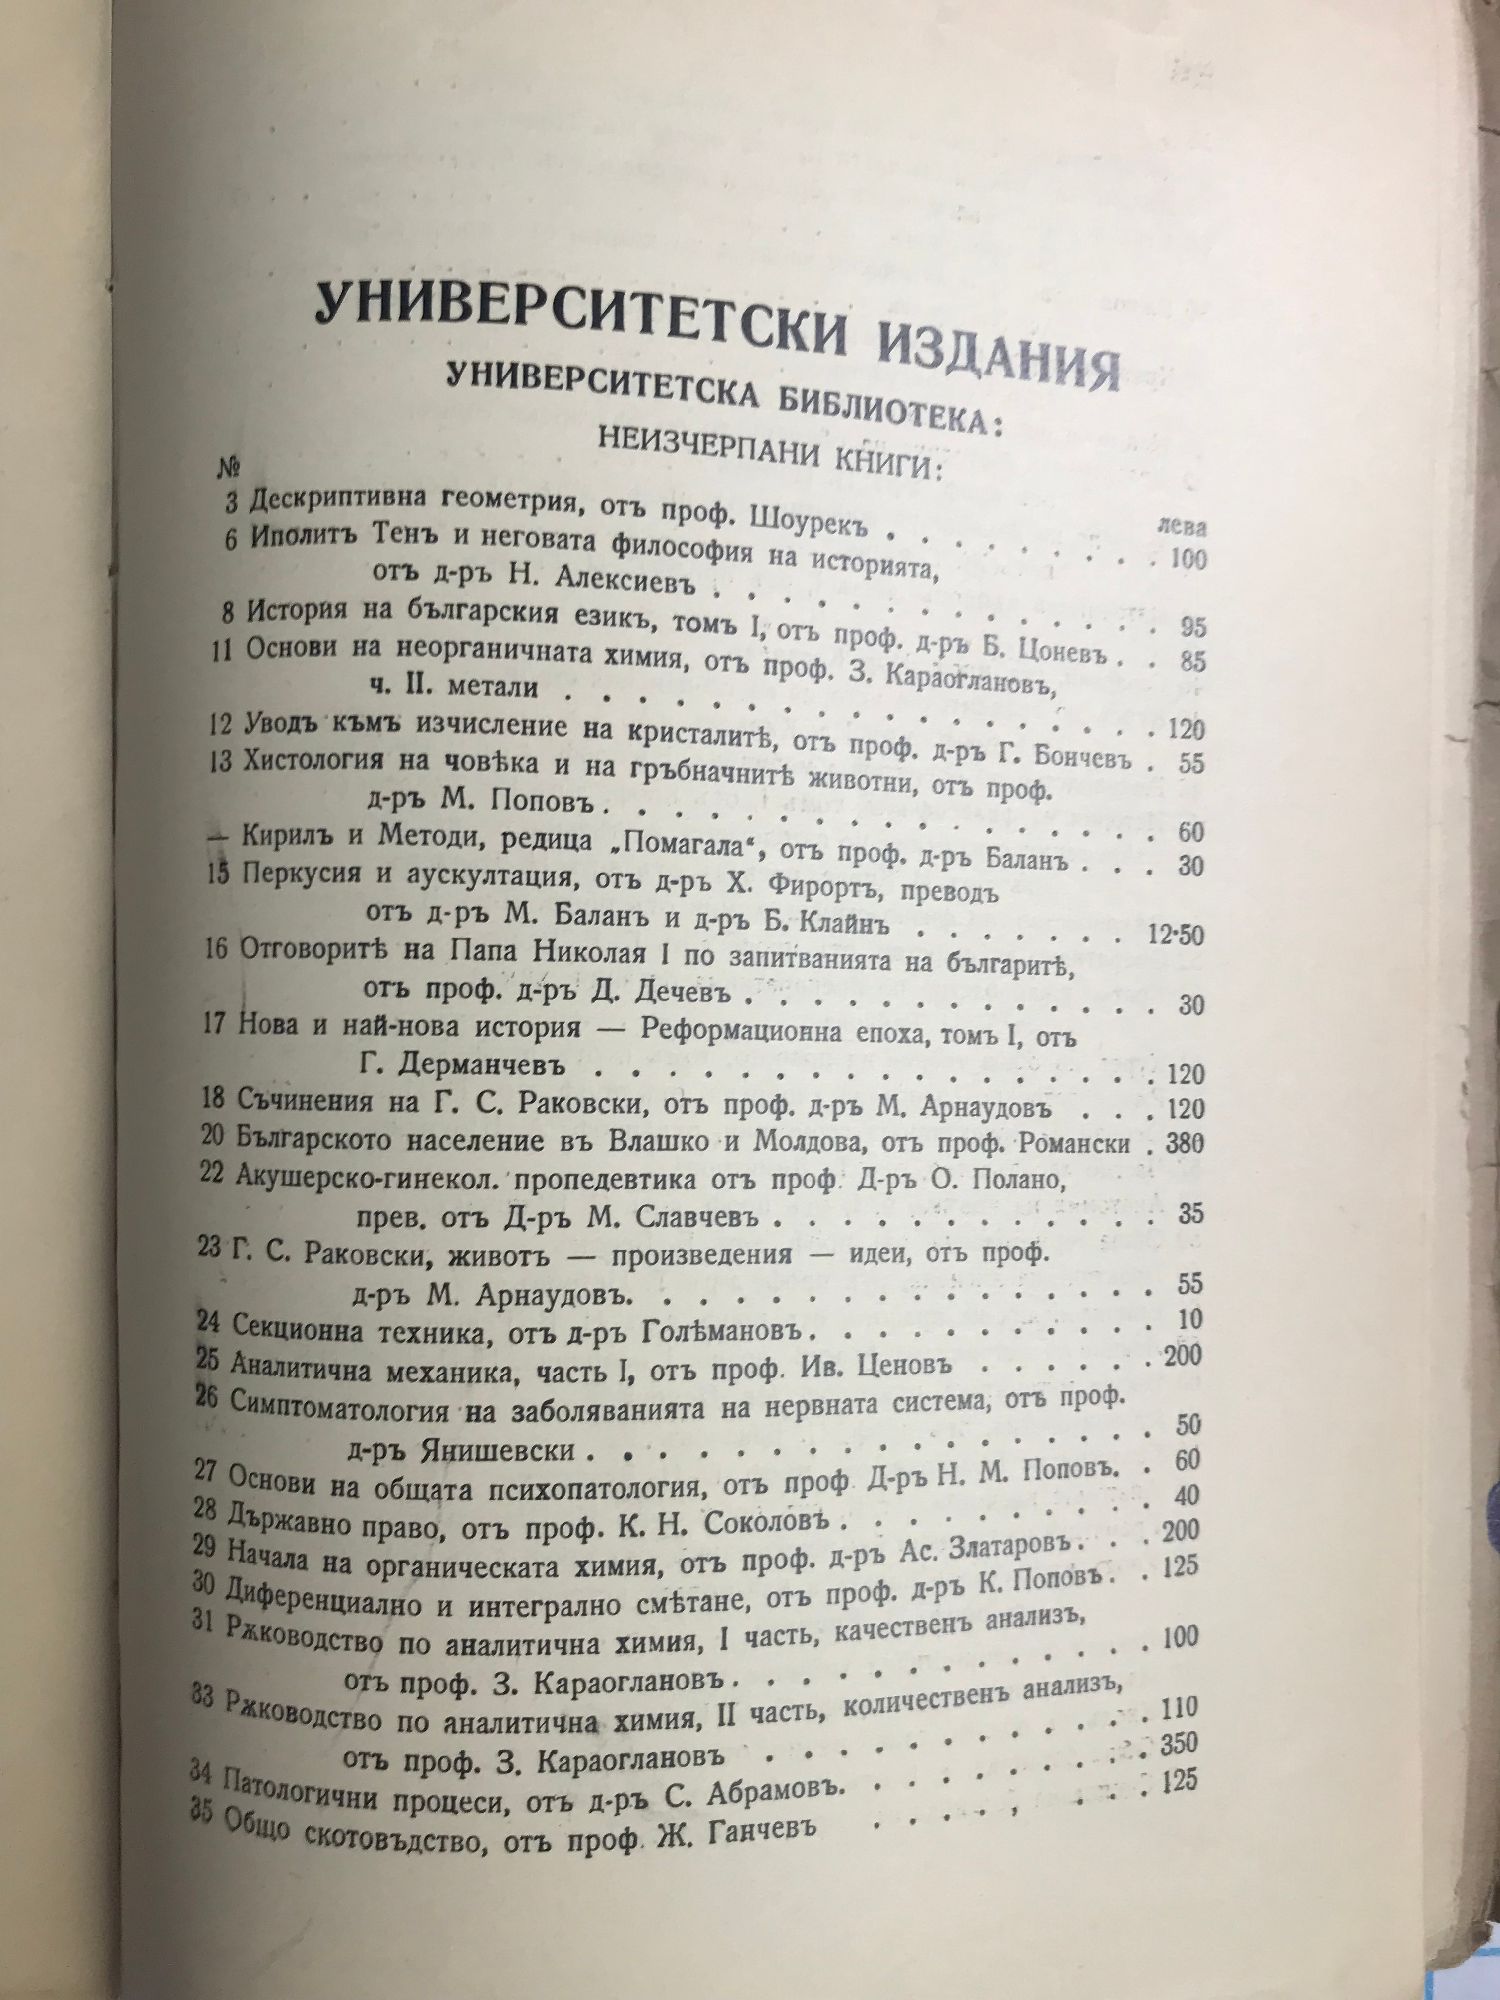 УНИВЕРСИТЕТСКИ ИЗДАНИЯ
УНИВЕРСИТЕТСКА БИБЛИОТЕКА:
НЕИЗЧЕРПАНИ КНИГИ:
№ лева
3 Дескриптивна геометрия, отъ проф. Шоурекъ . . . . . . . . 100
6 Иполитъ Тенъ и неговата философия на историята,
отъ д-ръ Н. Алексиевъ . . . . . . . . . . . . . 95
8 История на българския езикъ, томъ I, отъ проф. д-ръ Б. Цоневъ . . 85
11 Основи на неорганичната химия, отъ проф. З. Караоглановъ,
ч. II. метали . . . . . . . . . . . . . . . . . 120
12 Уводъ къмъ изчисление на кристалитѣ, отъ проф. д-ръ Г. Бончевъ . 55
13 Хистология на човѣка и на гръбначнитѣ животни, отъ проф.
д-ръ М. Поповъ . . . . . . . . . . . . . . . . 60
— Кирилъ и Методи, редица „Помагала“, отъ проф. д-ръ Баланъ . . . 30
15 Перкусия и аускултация, отъ д-ръ Х. Фирортъ, преводъ
отъ д-ръ М. Баланъ и д-ръ Б. Клайнъ . . . . . . . 12·50
16 Отговоритѣ на Папа Николая I по запитванията на българитѣ,
отъ проф. д-ръ Д. Дечевъ . . . . . . . . . . . . . 30
17 Нова и най-нова история — Реформационна епоха, томъ I, отъ
Г. Дерманчевъ . . . . . . . . . . . . . . . . . 120
18 Съчинения на Г. С. Раковски, отъ проф. д-ръ М. Арнаудовъ . . . 120
20 Българското население въ Влашко и Молдова, отъ проф. Романски . 380
22 Акушерско-гинекол. пропедевтика отъ проф. Д-ръ О. Полано,
прев. отъ Д-ръ М. Славчевъ . . . . . . . . . . . . 35
23 Г. С. Раковски, животъ — произведения — идеи, отъ проф.
д-ръ М. Арнаудовъ. . . . . . . . . . . . . . . . 55
24 Секционна техника, отъ д-ръ Голѣмановъ. . . . . . . . . . . 10
25 Аналитична механика, часть I, отъ проф. Ив. Ценовъ . . . . . . 200
26 Симптоматология на заболяванията на нервната система, отъ проф.
д-ръ Янишевски . . . . . . . . . . . . . . . . . 50
27 Основи на общата психопатология, отъ проф Д-ръ Н. М. Поповъ. . 60
28 Държавно право, отъ проф. К. Н. Соколовъ . . . . . . . . . . 40
29 Начала на органическата химия, отъ проф. д-ръ Ас. Златаровъ. . . 200
30 Диференциално и интегрално смѣтане, отъ проф. д-ръ К. Поповъ. . 125
31 Рѫководство по аналитична химия, I часть, качественъ анализъ,
отъ проф. З. Караоглановъ. . . . . . . . . . . . . 100
33 Рѫководство по аналитична химия, II часть, количественъ анализъ,
отъ проф. З. Караоглановъ . . . . . . . . . . . . 110
34 Патологични процеси, отъ д-ръ С. Абрамовъ. . . . . . . . . . 350
35 Общо скотовъдство, отъ проф. Ж. Ганчевъ . . . . , . . . 125